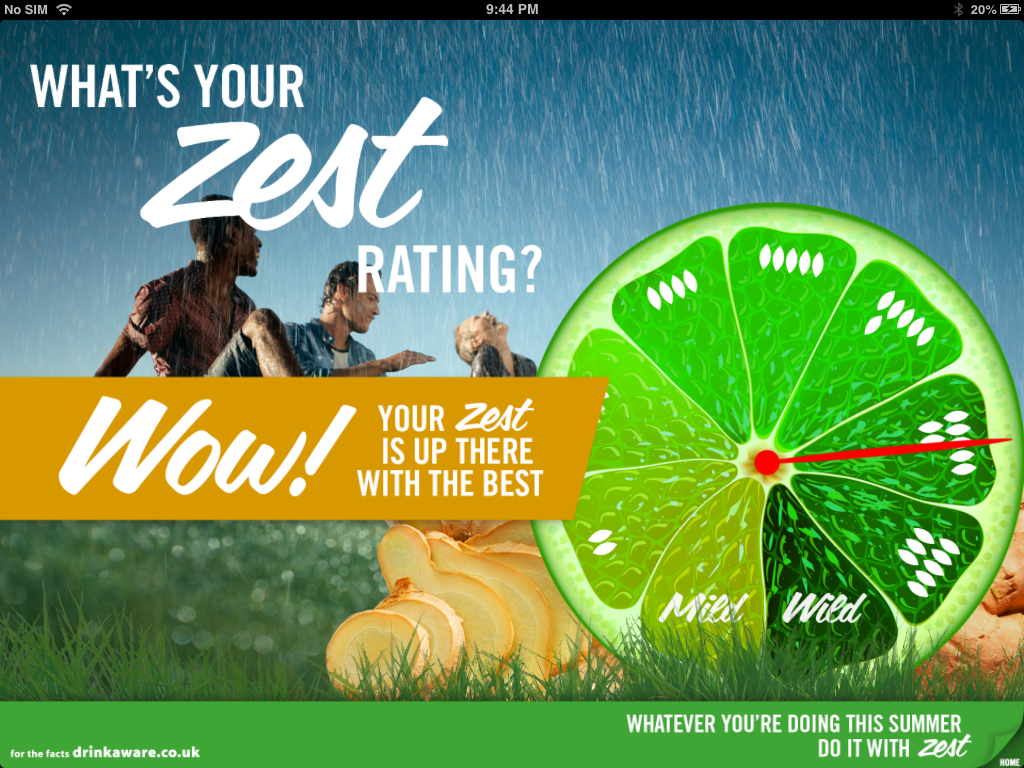 No SIM 9:44 PM 20%
WHAT'S YOUR
zest
RATING?
Wow!
YOUR zest
IS UP THERE
WITH THE BEST
Mild Wild
WHATEVER YOU'RE DOING THIS SUMMER
DO IT WITH zest
for the facts drinkaware.co.uk
HOME